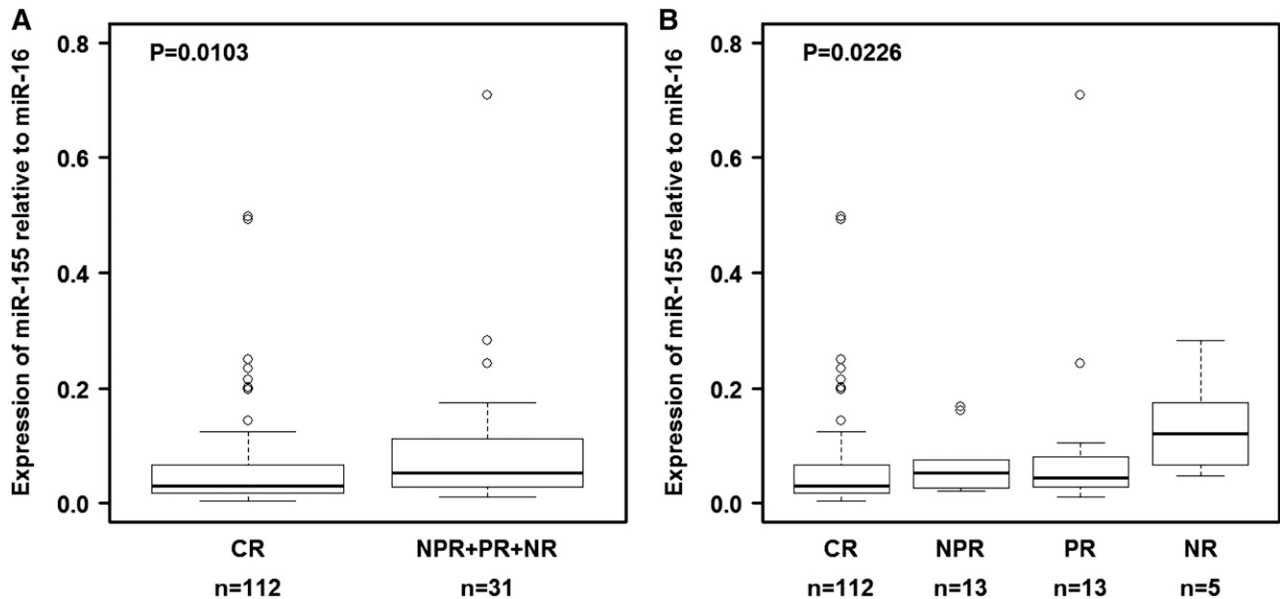 A
Expression of miR-155 relative to miR-16
P=0.0103
0.8
0.6
0.4
0.2
0.0
CR NPR+PR+NR
n=112 n=31
B
Expression of miR-155 relative to miR-16
P=0.0226
0.8
0.6
0.4
0.2
0.0
CR NPR PR NR
n=112 n=13 n=13 n=5